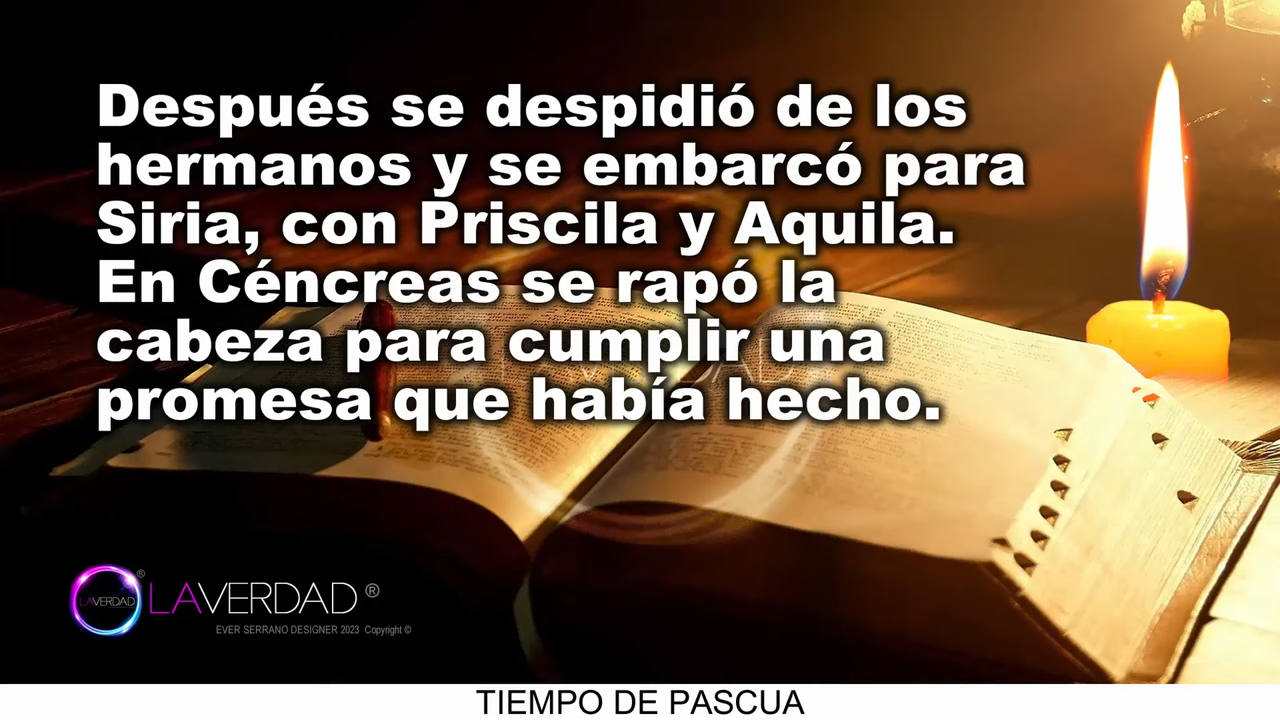 Después se despidió de los
hermanos y se embarcó para
Siria, con Priscila y Aquila.
En Céncreas se rapó la
cabeza para cumplir una
promesa que había hecho.
LAVERDAD ® LAVERDAD ®
EVER SERRANO DESIGNER 2023 Copyright ©
TIEMPO DE PASCUA